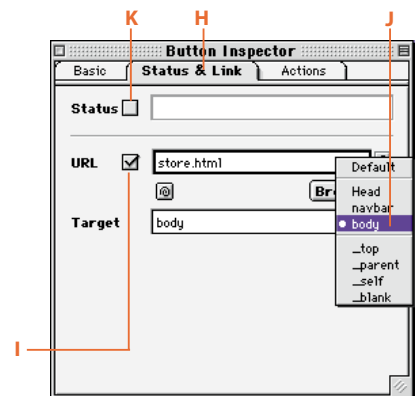 K H J
Button Inspector
Basic Status & Link Actions
Status
URL store.html
@ Br
Target body
Default
Head
navbar
body
_top
_parent
_self
_blank
I